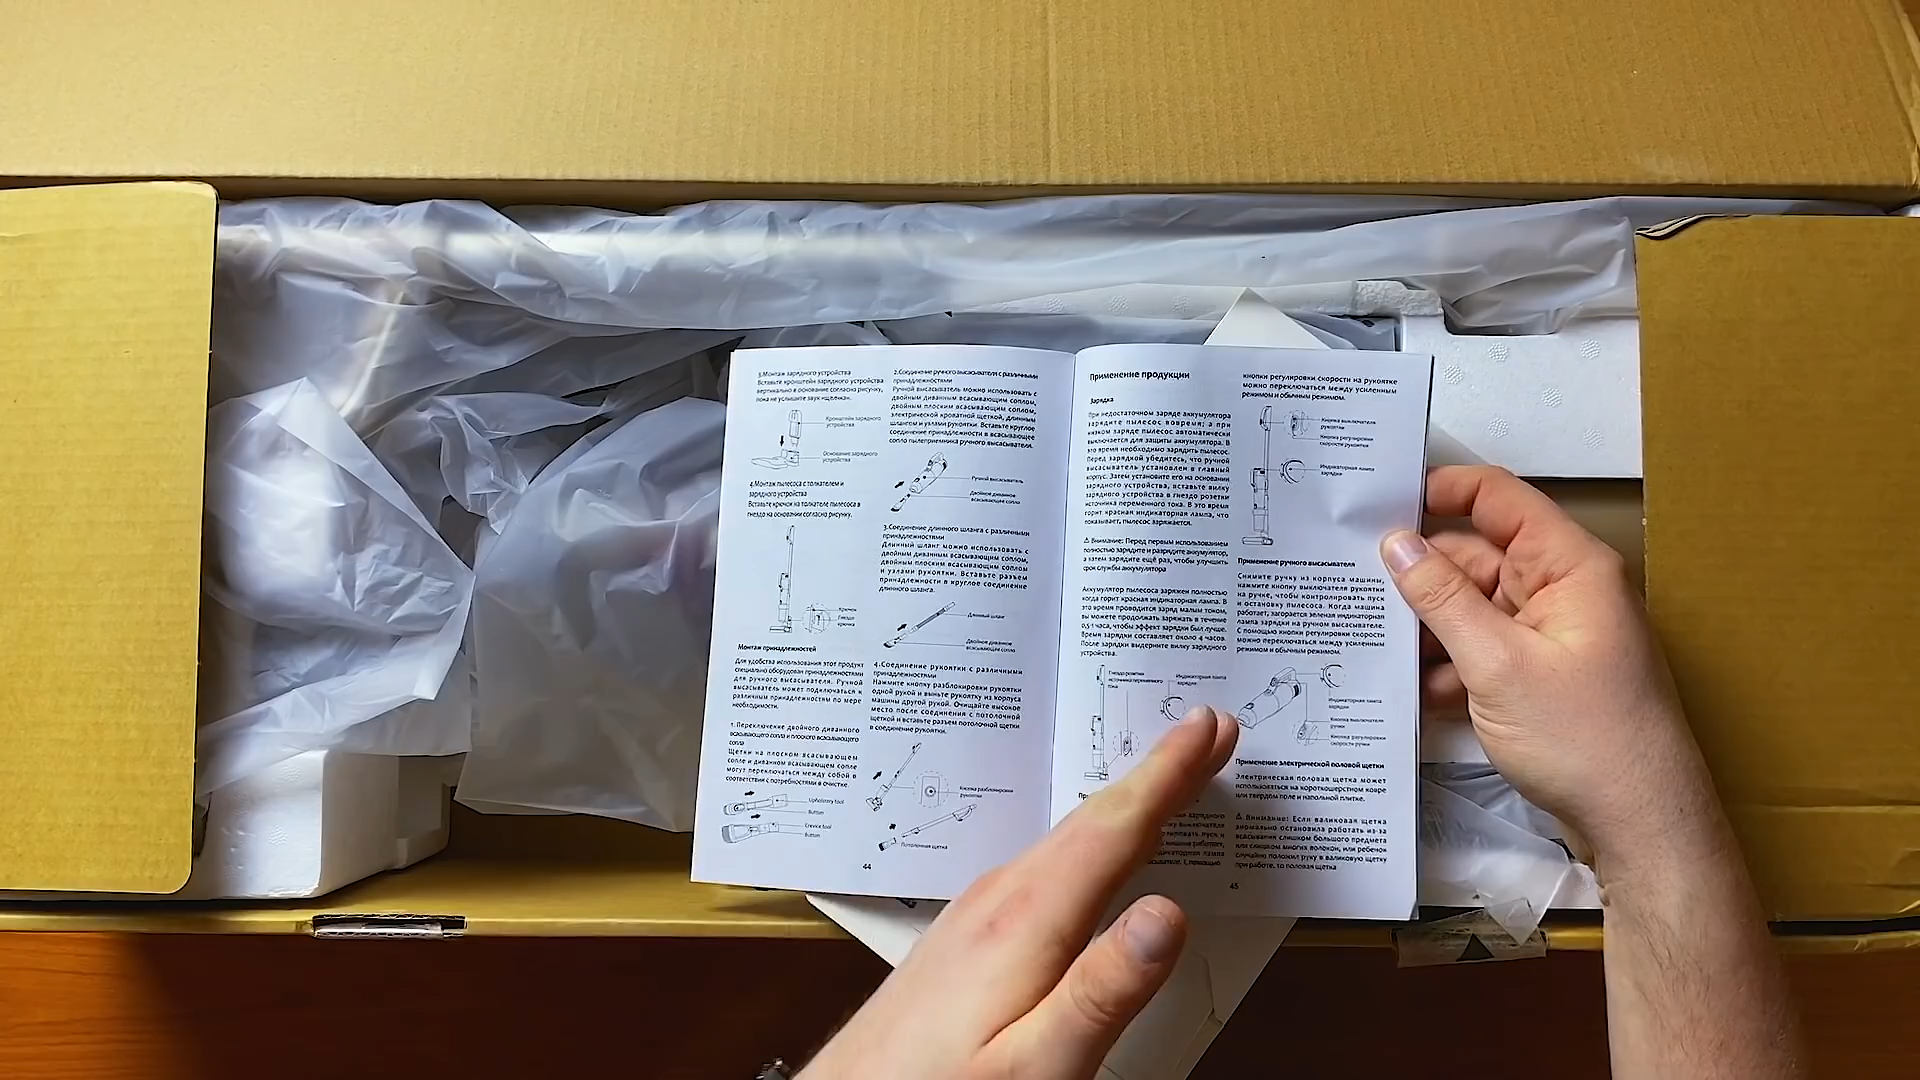 3.Монтаж зарядного устройства
Вставьте кронштейн зарядного устройства
вертикально в основание согласно рисунку,
пока не услышите звук «щелчка».
Кронштейн зарядного
устройства
Основание зарядного
устройства
4.Монтаж пылесоса с толкателем и
зарядного устройства
Вставьте крючок на толкателе пылесоса в
гнездо на основании согласно рисунку.
Крючок
Гнездо
крючка
Монтаж принадлежностей
Для удобства использования этот продукт
специально оборудован принадлежностями
для ручного высасывателя. Ручной
высасыватель может подключаться к
различным принадлежностям по мере
необходимости.
1. Переключение двойного диванного
всасывающего сопла и плоского всасывающего
сопла
Щетки на плоском всасывающем
сопле и диванном всасывающем сопле
могут переключаться между собой в
соответствии с потребностями в очистке.
Upholstery tool
Button
Crevice tool
Button
2.Соединение ручного высасывателя с различными
принадлежностями
Ручной высасыватель можно использовать с
двойным диванным всасывающим соплом,
двойным плоским всасывающим соплом,
электрической кроватной щеткой, длинным
шлангом и узлами рукоятки. Вставьте круглое
соединение принадлежности в всасывающее
сопло пылеприемника ручного высасывателя.
Ручной высасыватель
Двойное диванное
всасывающее сопло
3.Соединение длинного шланга с различными
принадлежностями
Длинный шланг можно использовать с
двойным диванным всасывающим соплом,
двойным плоским всасывающим соплом
и узлами рукоятки. Вставьте разъем
принадлежности в круглое соединение
длинного шланга.
Длинный шланг
Двойное диванное
всасывающее сопло
4.Соединение рукоятки с различными
принадлежностями
Нажмите кнопку разблокировки рукоятки
одной рукой и выньте рукоятку из корпуса
машины другой рукой. Очищайте высокое
место после соединения с потолочной
щеткой и вставьте разъем потолочной щетки
в соединение рукоятки.
Кнопка разблокировки
рукоятки
Потолочная щетка
44
Применение продукции
Зарядка
При недостаточном заряде аккумулятора
зарядите пылесос вовремя; а при
низком заряде пылесос автоматически
выключается для защиты аккумулятора. В
это время необходимо зарядить пылесос.
Перед зарядкой убедитесь, что ручной
высасыватель установлен в главный
корпус. Затем установите его на основании
зарядного устройства, вставьте вилку
зарядного устройства в гнездо розетки
источника переменного тока. В это время
горит красная индикаторная лампа, что
показывает, пылесос заряжается.
⚠ Внимание: Перед первым использованием
полностью зарядите и разрядите аккумулятор,
а затем зарядите ещё раз, чтобы улучшить
срок службы аккумулятора
Аккумулятор пылесоса заряжен полностью
когда горит красная индикаторная лампа. В
это время проводится заряд малым током,
вы можете продолжать заряжать в течение
0,5 1 часа, чтобы эффект зарядки был лучше.
Время зарядки составляет около 4 часов.
После зарядки выдерните вилку зарядного
устройства.
Гнездо розетки
источника переменного
тока
Индикаторная лампа
зарядки
кнопки регулировки скорости на рукоятке
можно переключаться между усиленным
режимом и обычным режимом.
Кнопка выключателя
рукоятки
Кнопка регулировки
скорости рукоятки
Индикаторная лампа
зарядки
Применение ручного высасывателя
Снимите ручку из корпуса машины,
нажмите кнопку выключателя рукоятки
на ручке, чтобы контролировать пуск
и остановку пылесоса. Когда машина
работает, загорается зеленая индикаторная
лампа зарядки на ручном высасывателе.
С помощью кнопки регулировки скорости
можно переключаться между усиленным
режимом и обычным режимом.
Индикаторная лампа
зарядки
Кнопка выключателя
ручки
Кнопка регулировки
скорости ручки
Применение электрической половой щетки
Электрическая половая щетка может
использоваться на короткошерстном ковре
или твердом поле и напольной плитке.
⚠ Внимание: Если валиковая щетка
аномально остановила работать из-за
всасывания слишком большого предмета
или слишком многих волокон, или ребенок
случайно положил руку в валиковую щетку
при работе, то половая щетка
45